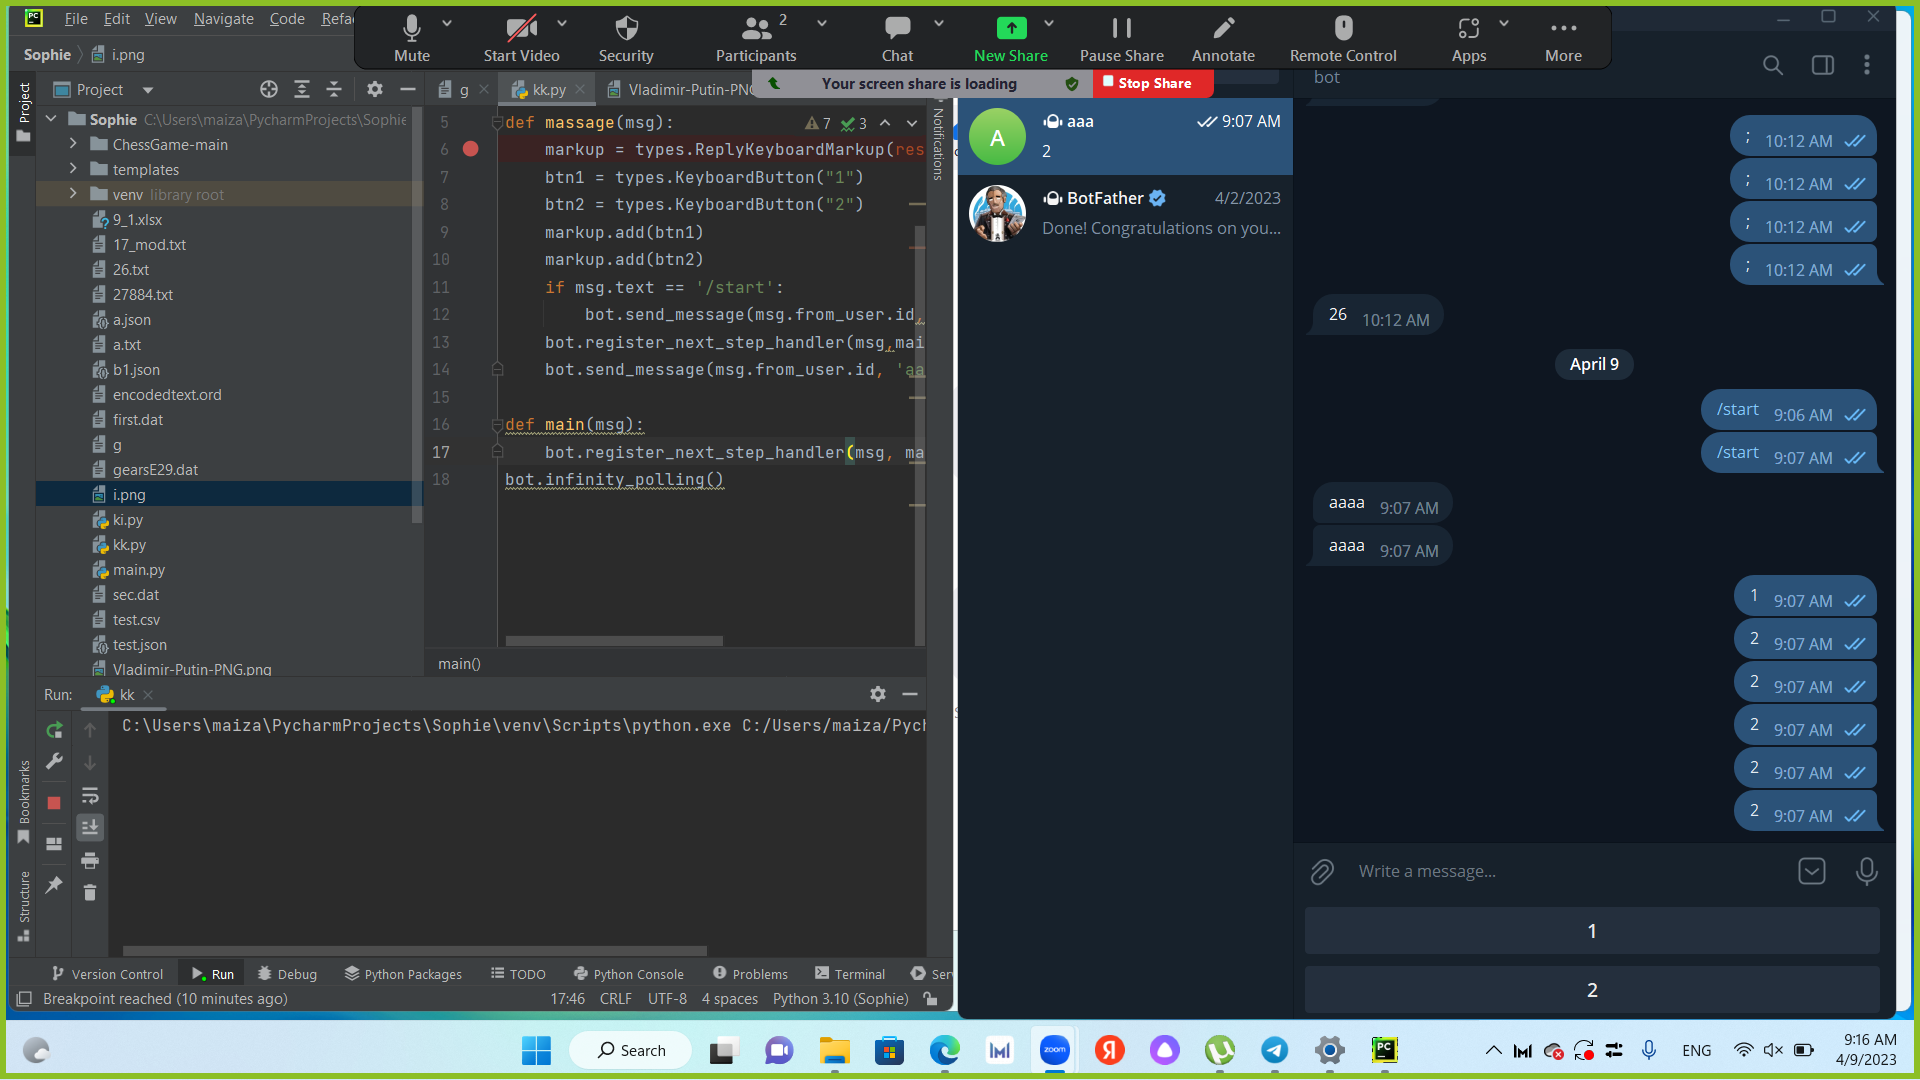 File Edit View Navigate Code Refa
Mute
Start Video
Security
2
Participants
Chat
New Share
Pause Share
Annotate
Remote Control
Apps
More
Your screen share is loading
Stop Share
Sophie
i.png
Project
Project
g
kk.py
Vladimir-Putin-PNG
Sophie C:\Users\maiza\PycharmProjects\Sophie
ChessGame-main
templates
venv library root
9_1.xlsx
17_mod.txt
26.txt
27884.txt
a.json
a.txt
b1.json
encodedtext.ord
first.dat
g
gearsE29.dat
i.png
ki.py
kk.py
main.py
sec.dat
test.csv
test.json
Vladimir-Putin-PNG.png
7 3
5 def massage(msg):
6 markup = types.ReplyKeyboardMarkup(res
7 btn1 = types.KeyboardButton("1")
8 btn2 = types.KeyboardButton("2")
9 markup.add(btn1)
10 markup.add(btn2)
11 if msg.text == '/start':
12 bot.send_message(msg.from_user.id,
13 bot.register_next_step_handler(msg,mai
14 bot.send_message(msg.from_user.id, 'aa
15
16 def main(msg):
17 bot.register_next_step_handler(msg, ma
18 bot.infinity_polling()
main()
Notifications
Run: kk
C:\Users\maiza\PycharmProjects\Sophie\venv\Scripts\python.exe C:/Users/maiza/Pych
Bookmarks
Structure
Version Control
Run
Debug
Python Packages
TODO
Python Console
Problems
Terminal
Ser
Breakpoint reached (10 minutes ago)
17:46 CRLF UTF-8 4 spaces Python 3.10 (Sophie)
A
aaa 9:07 AM
2
BotFather 4/2/2023
Done! Congratulations on you...
bot
; 10:12 AM
; 10:12 AM
; 10:12 AM
; 10:12 AM
26 10:12 AM
April 9
/start 9:06 AM
/start 9:07 AM
aaaa 9:07 AM
aaaa 9:07 AM
1 9:07 AM
2 9:07 AM
2 9:07 AM
2 9:07 AM
2 9:07 AM
2 9:07 AM
Write a message...
1
2
Search
zoom
Я
PC
ENG
9:16 AM
4/9/2023